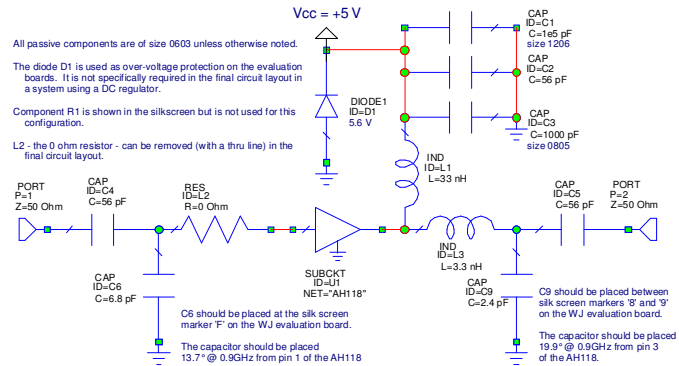 Vcc = +5 V
All passive components are of size 0603 unless otherwise noted.
The diode D1 is used as over-voltage protection on the evaluation
boards. It is not specifically required in the final circuit layout in
a system using a DC regulator.
Component R1 is shown in the silkscreen but is not used for this
configuration.
L2 - the 0 ohm resistor - can be removed (with a thru line) in the
final circuit layout.
CAP
ID=C1
C=1e5 pF
size 1206
CAP
ID=C2
C=56 pF
CAP
ID=C3
C=1000 pF
size 0805
DIODE1
ID=D1
5.6 V
IND
ID=L1
L=33 nH
PORT
P=1
Z=50 Ohm
CAP
ID=C4
C=56 pF
RES
ID=L2
R=0 Ohm
CAP
ID=C6
C=6.8 pF
SUBCKT
ID=U1
NET="AH118"
IND
ID=L3
L=3.3 nH
CAP
ID=C5
C=56 pF
PORT
P=2
Z=50 Ohm
CAP
ID=C9
C=2.4 pF
C6 should be placed at the silk screen
marker 'F' on the WJ evaluation board.
The capacitor should be placed
13.7° @ 0.9GHz from pin 1 of the AH118
C9 should be placed between
silk screen markers '8' and '9'
on the WJ evaluation board.
The capacitor should be placed
19.9° @ 0.9GHz from pin 3
of the AH118.